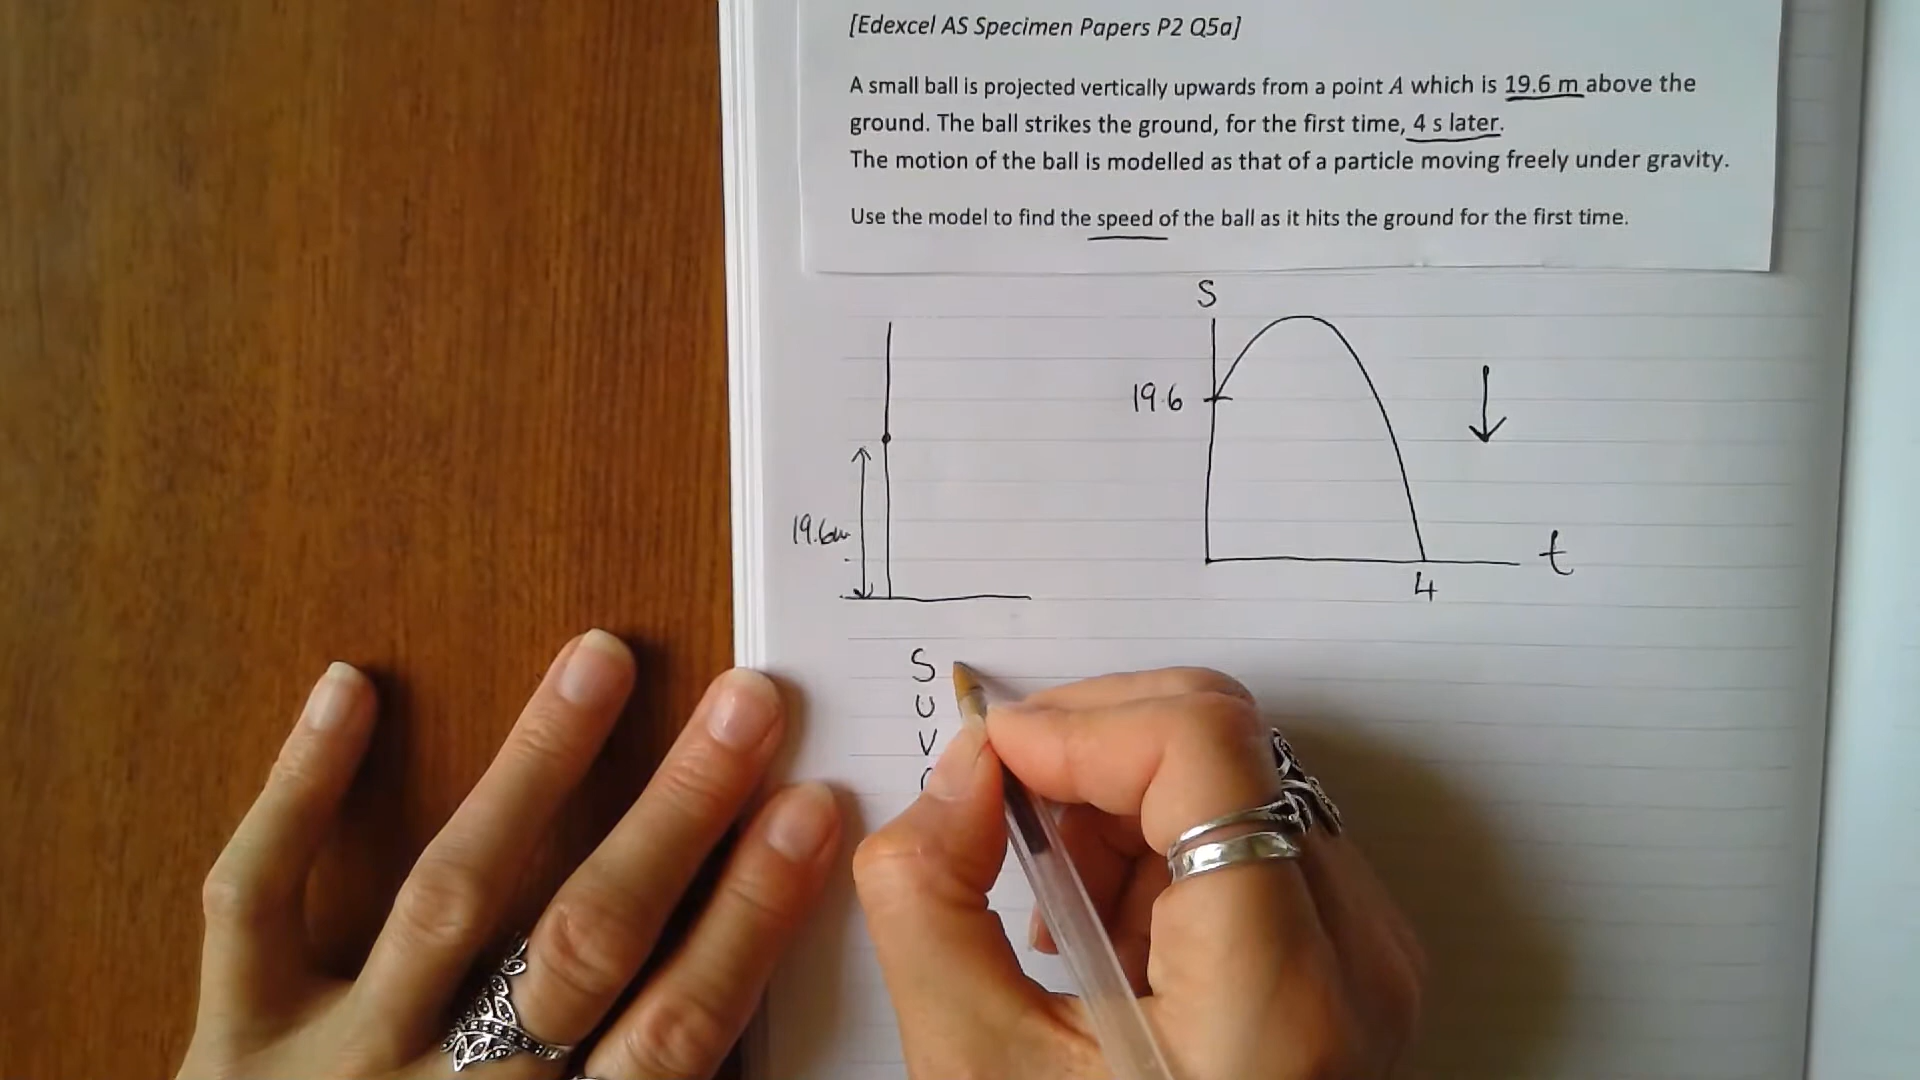 [Edexcel AS Specimen Papers P2 Q5a]
A small ball is projected vertically upwards from a point A which is 19.6 m above the
ground. The ball strikes the ground, for the first time, 4 s later.
The motion of the ball is modelled as that of a particle moving freely under gravity.
Use the model to find the speed of the ball as it hits the ground for the first time.
S
19.6
19.6m
t
4
S
U
V